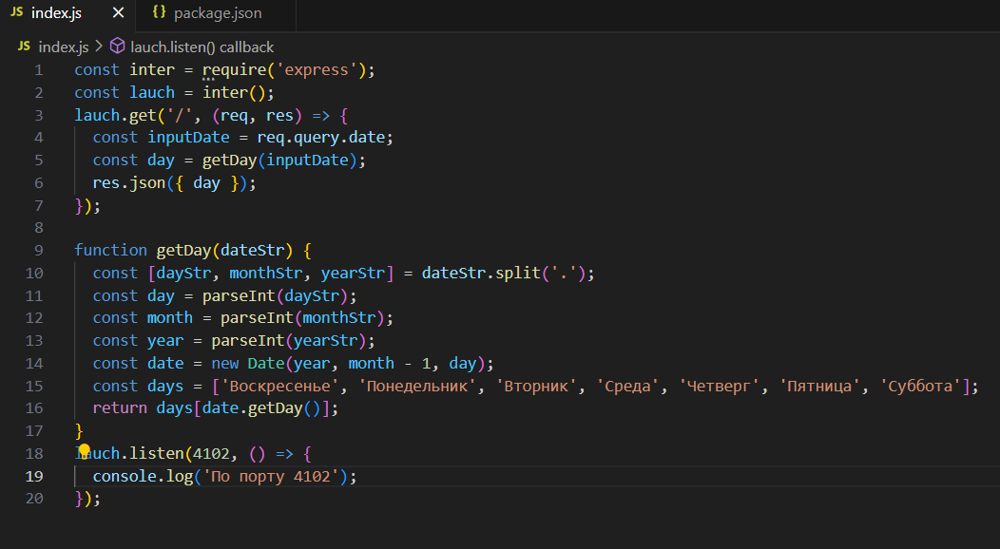 JS index.js × {} package.json
JS index.js > lauch.listen() callback
1 const inter = require('express');
2 const lauch = inter();
3 lauch.get('/', (req, res) => {
4   const inputDate = req.query.date;
5   const day = getDay(inputDate);
6   res.json({ day });
7 });
8
9 function getDay(dateStr) {
10   const [dayStr, monthStr, yearStr] = dateStr.split('.');
11   const day = parseInt(dayStr);
12   const month = parseInt(monthStr);
13   const year = parseInt(yearStr);
14   const date = new Date(year, month - 1, day);
15   const days = ['Воскресенье', 'Понедельник', 'Вторник', 'Среда', 'Четверг', 'Пятница', 'Суббота'];
16   return days[date.getDay()];
17 }
18 lauch.listen(4102, () => {
19   console.log('По порту 4102');
20 });